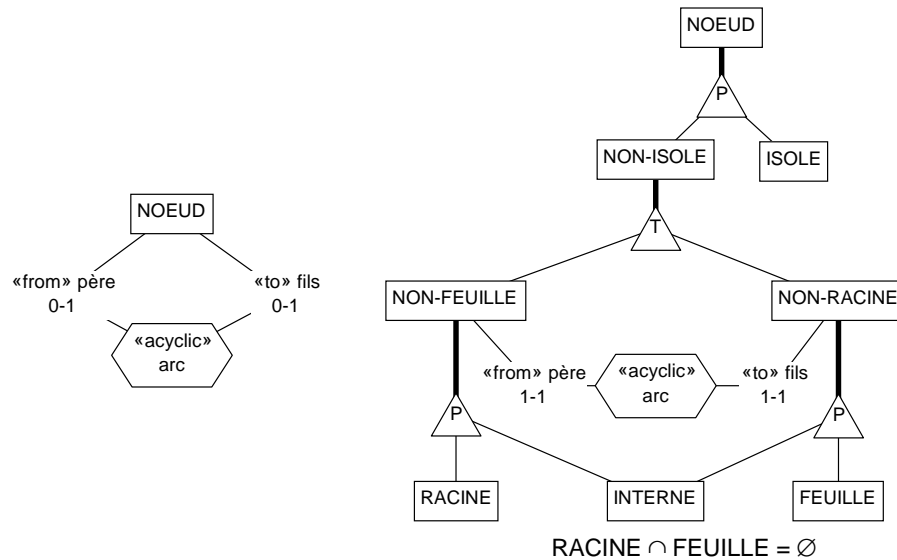 NOEUD
«from» père
0-1
«to» fils
0-1
«acyclic»
arc
NOEUD
P
NON-ISOLE
ISOLE
T
NON-FEUILLE
NON-RACINE
«from» père
1-1
«acyclic»
arc
«to» fils
1-1
P
P
RACINE
INTERNE
FEUILLE
RACINE ∩ FEUILLE = ∅